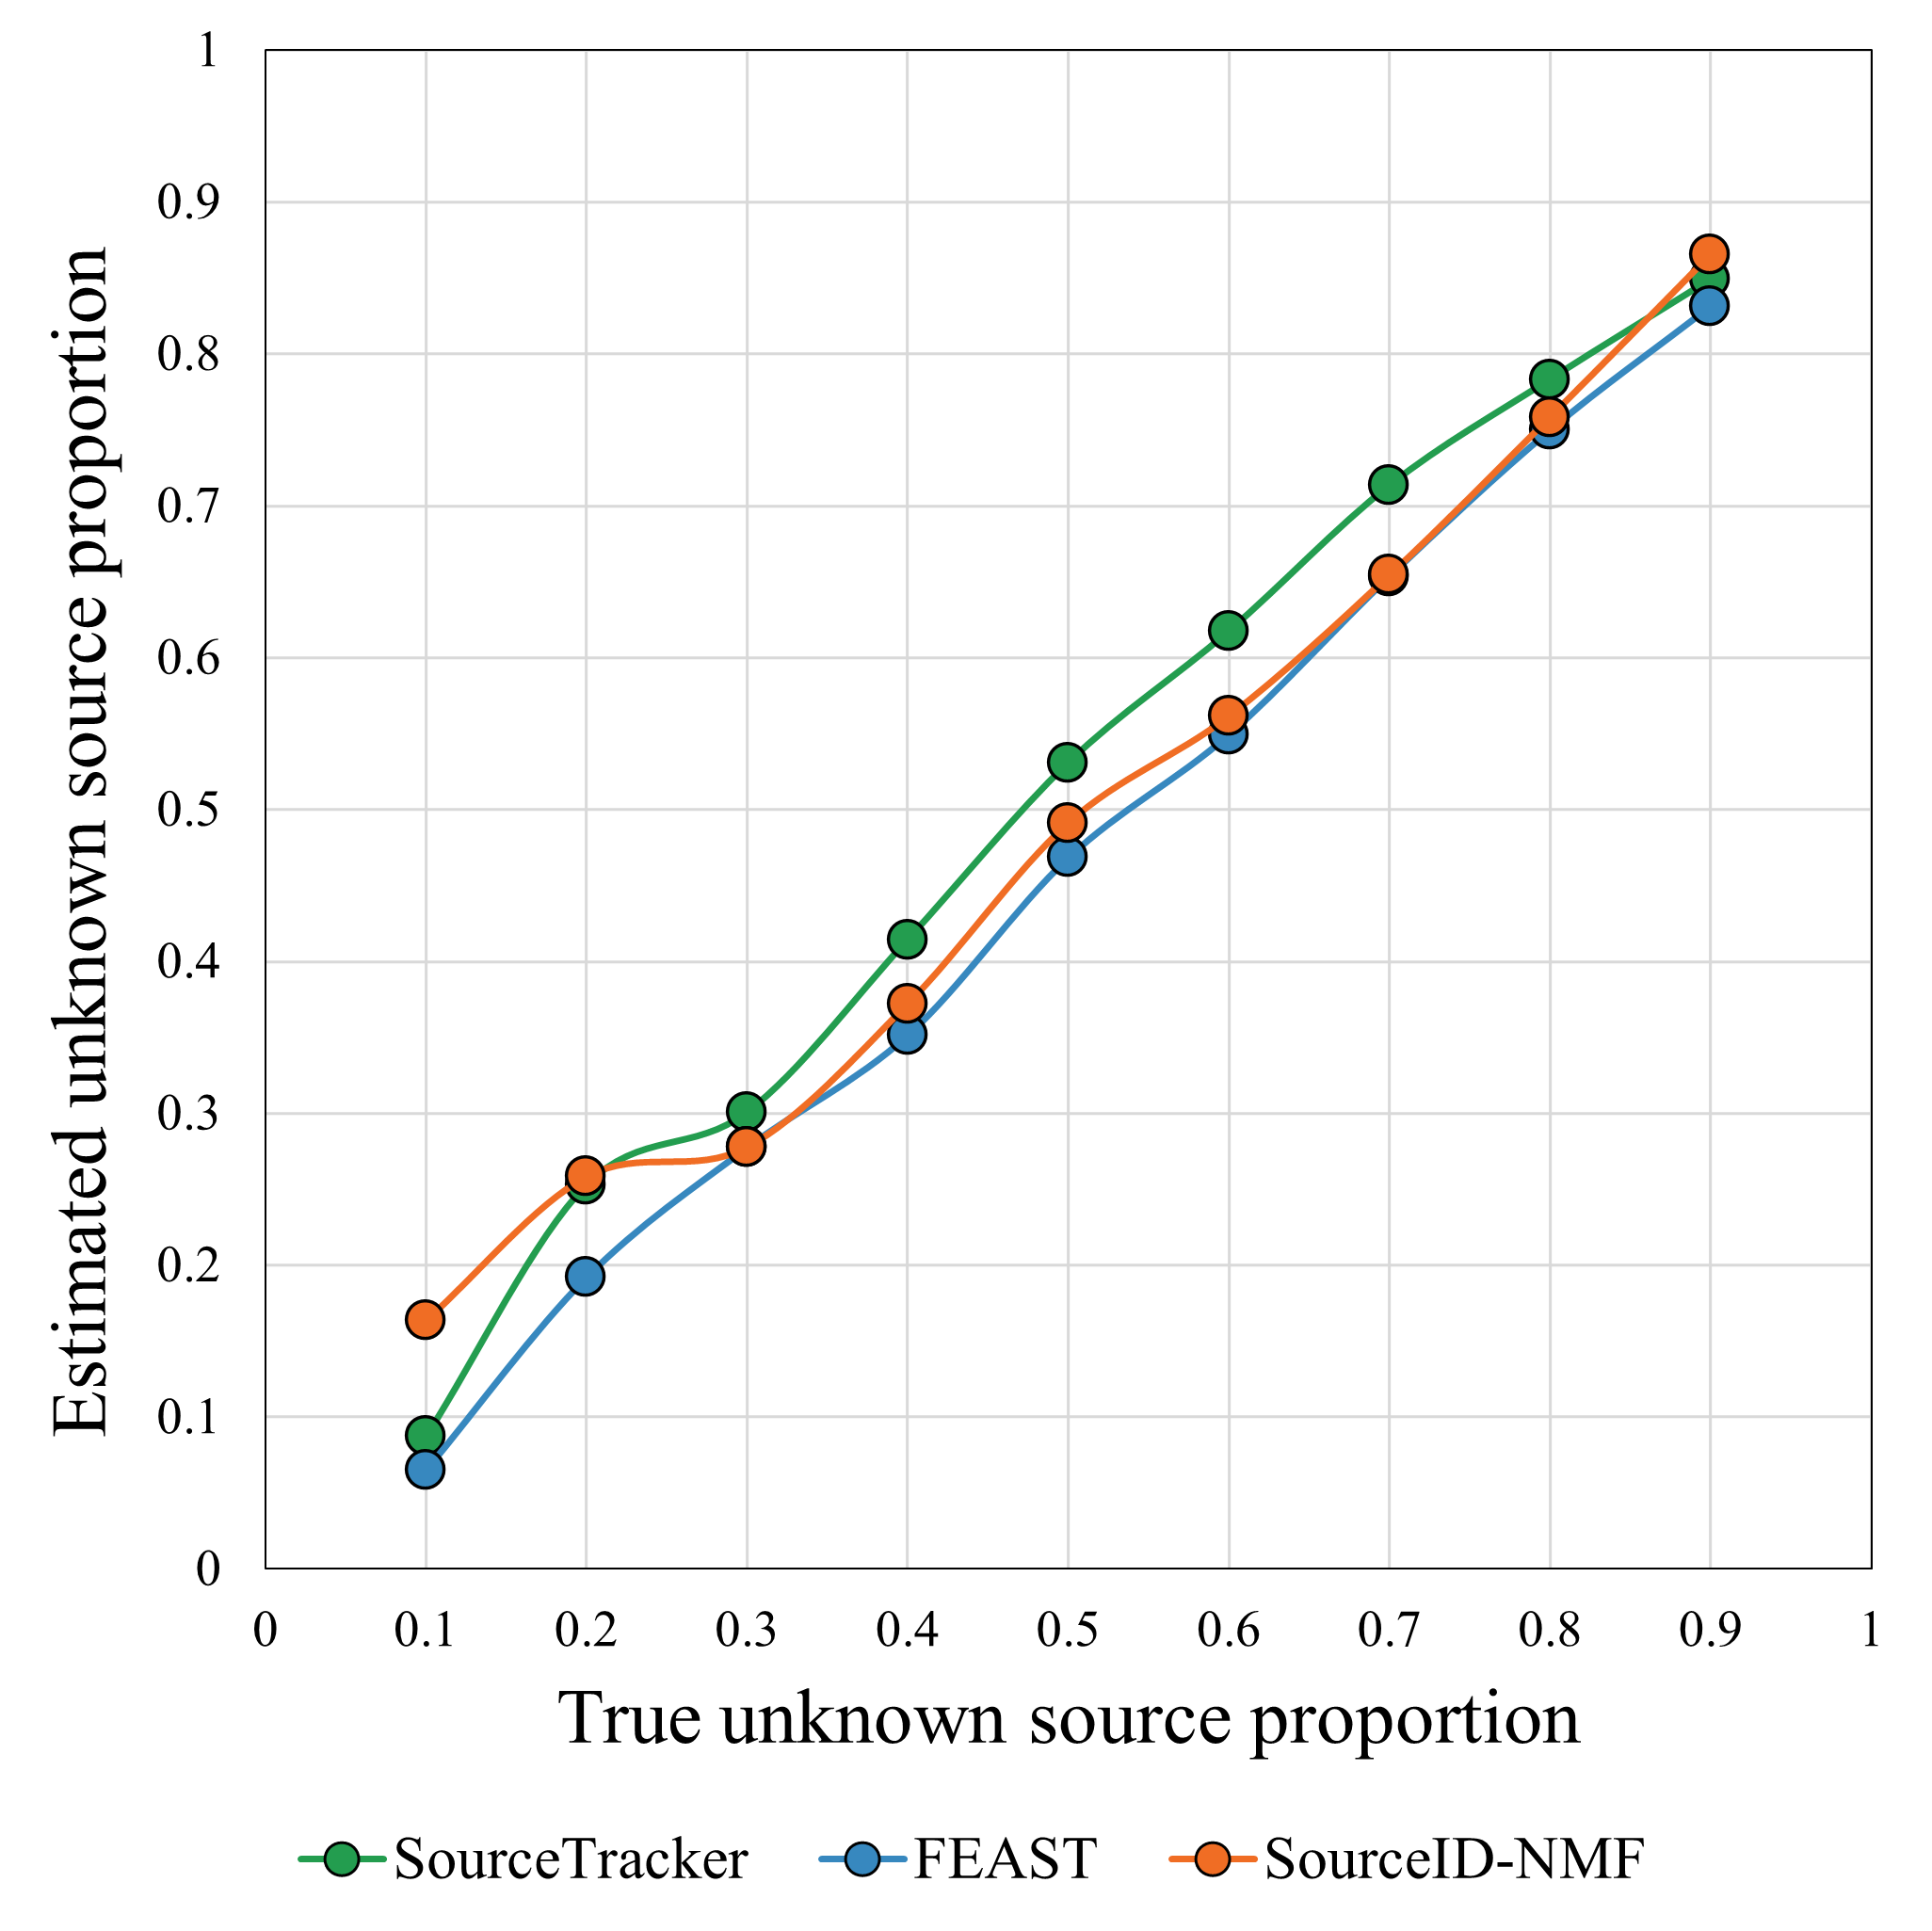 Estimated unknown source proportion
1
0.9
0.8
0.7
0.6
0.5
0.4
0.3
0.2
0.1
0
0 0.1 0.2 0.3 0.4 0.5 0.6 0.7 0.8 0.9 1
True unknown source proportion
SourceTracker FEAST SourceID-NMF